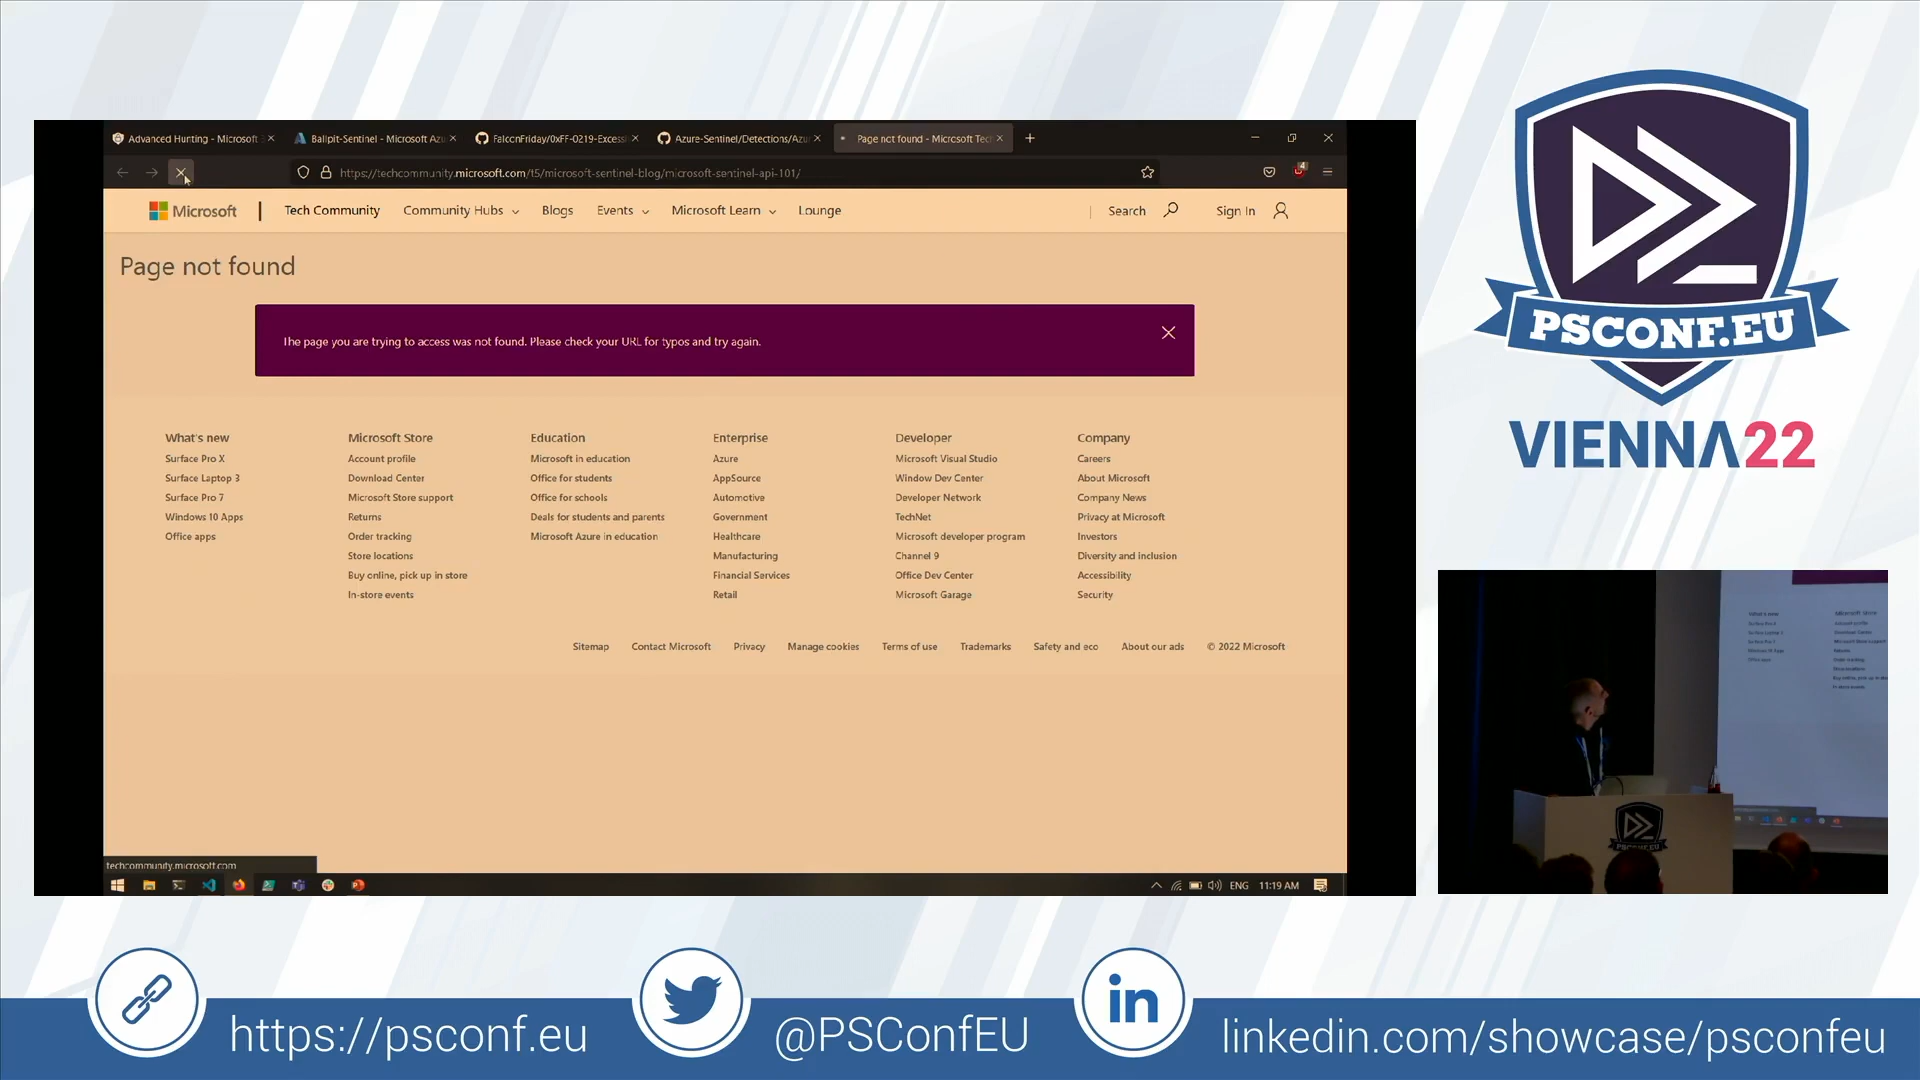 Advanced Hunting - Microsoft
Ballpit-Sentinel - Microsoft Azu
FalconFriday/0xFF-0219-Excess
Azure-Sentinel/Detections/Azu
Page not found - Microsoft Tec
https://techcommunity.microsoft.com/t5/microsoft-sentinel-blog/microsoft-sentinel-api-101/
4
Microsoft
Tech Community
Community Hubs
Blogs
Events
Microsoft Learn
Lounge
Search
Sign In
Page not found
The page you are trying to access was not found. Please check your URL for typos and try again.
What's new
Surface Pro X
Surface Laptop 3
Surface Pro 7
Windows 10 Apps
Office apps
Microsoft Store
Account profile
Download Center
Microsoft Store support
Returns
Order tracking
Store locations
Buy online, pick up in store
In-store events
Education
Microsoft in education
Office for students
Office for schools
Deals for students and parents
Microsoft Azure in education
Enterprise
Azure
AppSource
Automotive
Government
Healthcare
Manufacturing
Financial Services
Retail
Developer
Microsoft Visual Studio
Window Dev Center
Developer Network
TechNet
Microsoft developer program
Channel 9
Office Dev Center
Microsoft Garage
Company
Careers
About Microsoft
Company News
Privacy at Microsoft
Investors
Diversity and inclusion
Accessibility
Security
Sitemap
Contact Microsoft
Privacy
Manage cookies
Terms of use
Trademarks
Safety and eco
About our ads
© 2022 Microsoft
techcommunity.microsoft.com
ENG
11:19 AM
PSCONF.EU
VIENNA22
What's new
Microsoft Store
PSCONF.EU
https://psconf.eu
@PSConfEU
in
linkedin.com/showcase/psconfeu